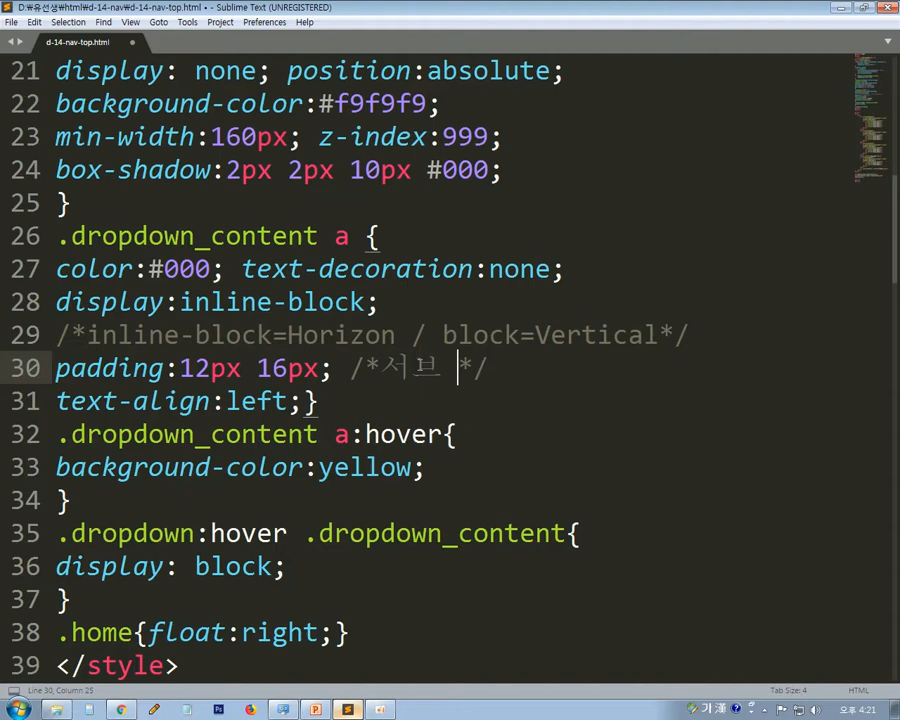 D:\유선생\html\d-14-nav\d-14-nav-top.html • - Sublime Text (UNREGISTERED)
File Edit Selection Find View Goto Tools Project Preferences Help
d-14-nav-top.html
21 display: none; position:absolute;
22 background-color:#f9f9f9;
23 min-width:160px; z-index:999;
24 box-shadow:2px 2px 10px #000;
25 }
26 .dropdown_content a {
27 color:#000; text-decoration:none;
28 display:inline-block;
29 /*inline-block=Horizon / block=Vertical*/
30 padding:12px 16px; /*서브 */
31 text-align:left;}
32 .dropdown_content a:hover{
33 background-color:yellow;
34 }
35 .dropdown:hover .dropdown_content{
36 display: block;
37 }
38 .home{float:right;}
39 </style>
Line 30, Column 25 Tab Size: 4 HTML
가 漢 오후 4:21